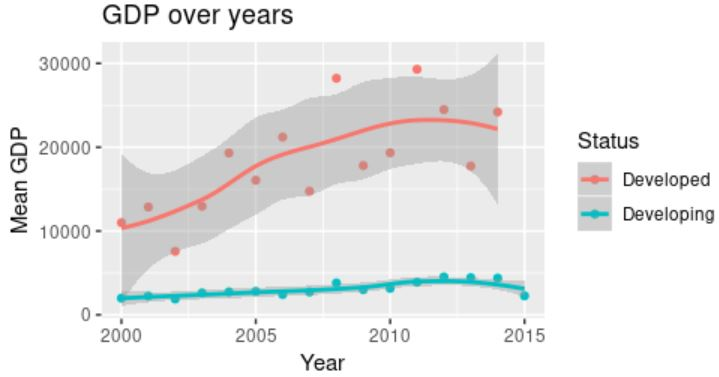 GDP over years
Mean GDP
30000
20000
10000
0
2000
2005
2010
2015
Year
Status
Developed
Developing